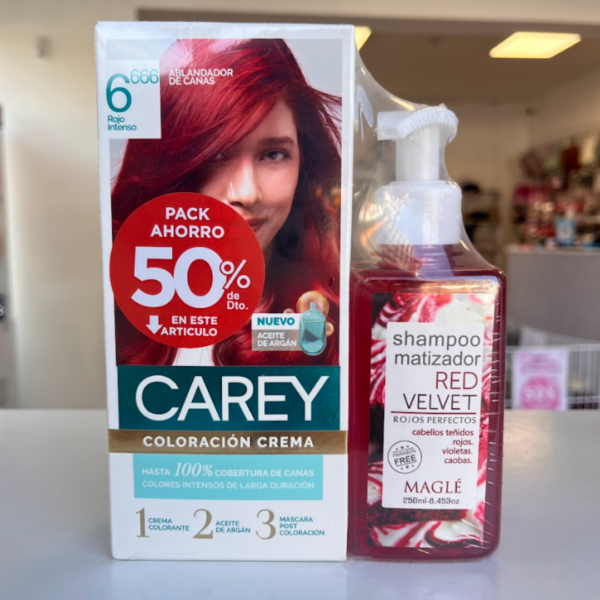 6666
ABLANDADOR
DE CANAS
Rojo
Intenso
PACK
AHORRO
50%
de
Dto.
EN ESTE
ARTICULO
NUEVO
ACEITE
DE ARGÁN
CAREY
COLORACIÓN CREMA
HASTA 100% COBERTURA DE CANAS
COLORES INTENSOS DE LARGA DURACIÓN
1 CREMA
COLORANTE
2 ACEITE
DE ARGÁN
3 MÁSCARA
POST
COLORACIÓN
shampoo
matizador
RED
VELVET
ROJOS PERFECTOS
cabellos teñidos
rojos.
violetas.
caobas.
PARABEN
FREE
MAGLÉ
250ml-8.453oz